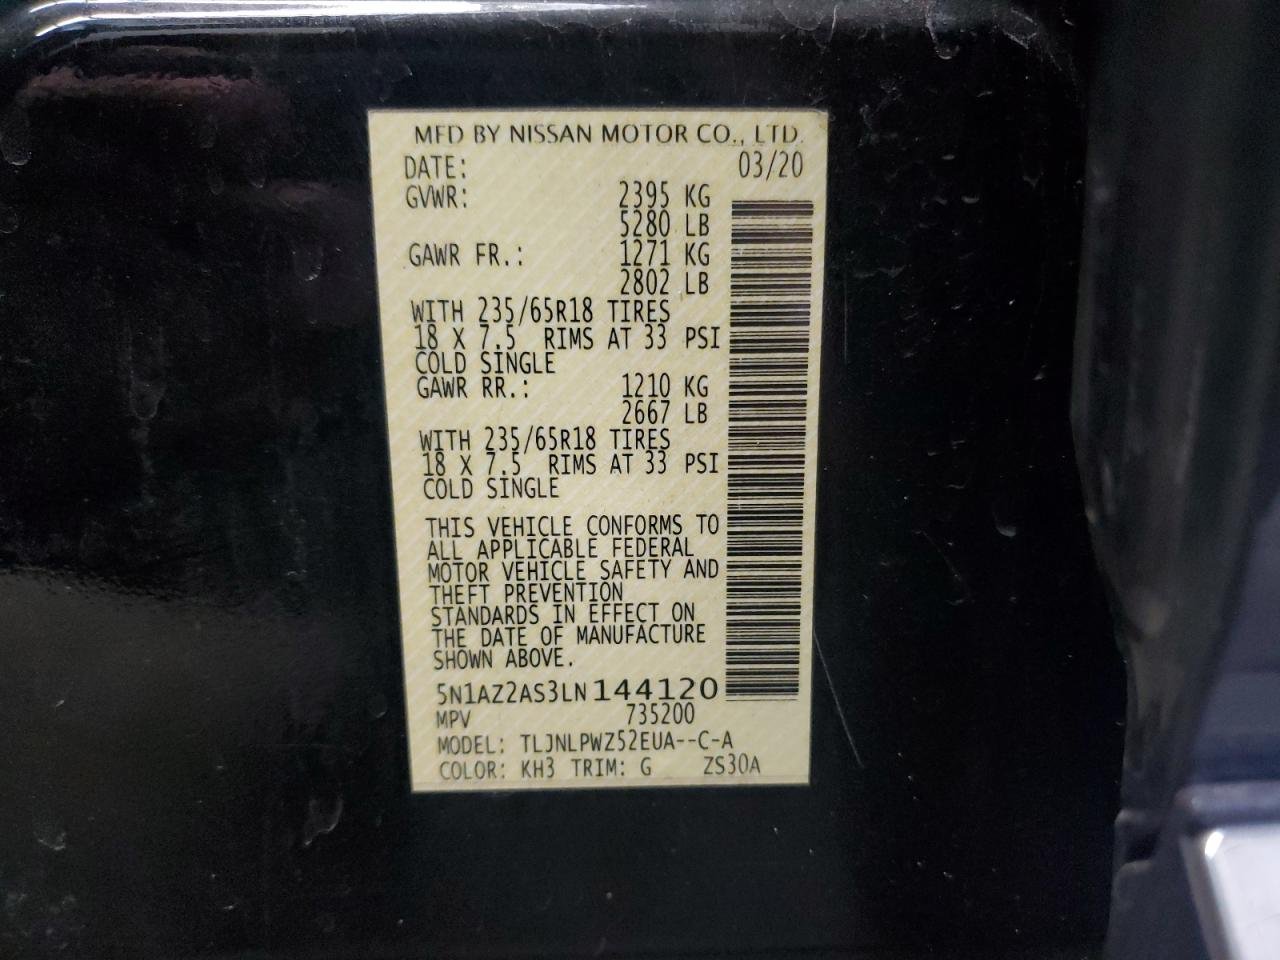 MFD BY NISSAN MOTOR CO., LTD.
DATE: 03/20
GVWR: 2395 KG
5280 LB
GAWR FR.: 1271 KG
2802 LB
WITH 235/65R18 TIRES
18 X 7.5 RIMS AT 33 PSI
COLD SINGLE
GAWR RR.: 1210 KG
2667 LB
WITH 235/65R18 TIRES
18 X 7.5 RIMS AT 33 PSI
COLD SINGLE
THIS VEHICLE CONFORMS TO
ALL APPLICABLE FEDERAL
MOTOR VEHICLE SAFETY AND
THEFT PREVENTION
STANDARDS IN EFFECT ON
THE DATE OF MANUFACTURE
SHOWN ABOVE.
5N1AZ2AS3LN144120
MPV 735200
MODEL: TLJNLPWZ52EUA--C-A
COLOR: KH3 TRIM: G ZS30A